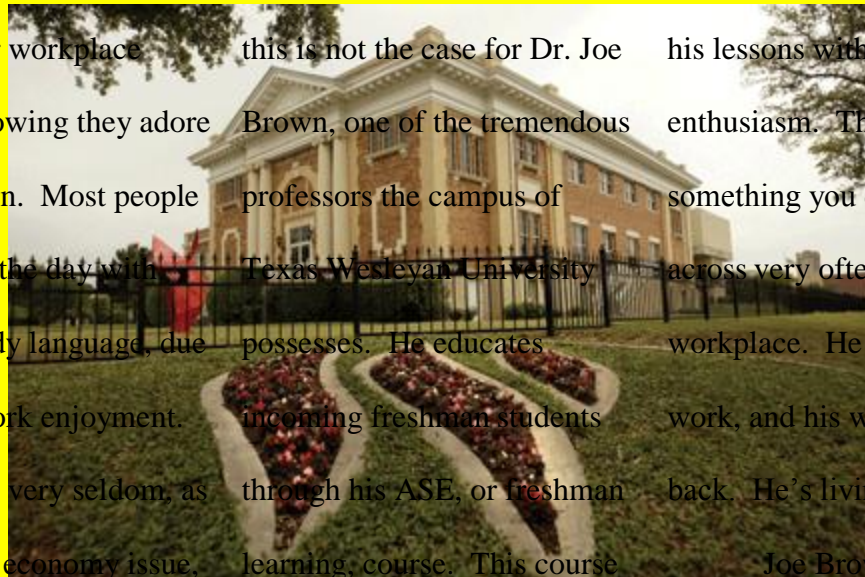 workplace
owing they adore
n. Most people
the day with
dy language, due
ork enjoyment.
very seldom, as
economy issue,
this is not the case for Dr. Joe
Brown, one of the tremendous
professors the campus of
Texas Wesleyan University
possesses. He educates
incoming freshman students
through his ASE, or freshman
learning, course. This course
his lessons with
enthusiasm. Th
something you
across very ofte
workplace. He
work, and his w
back. He's livin
Joe Bro